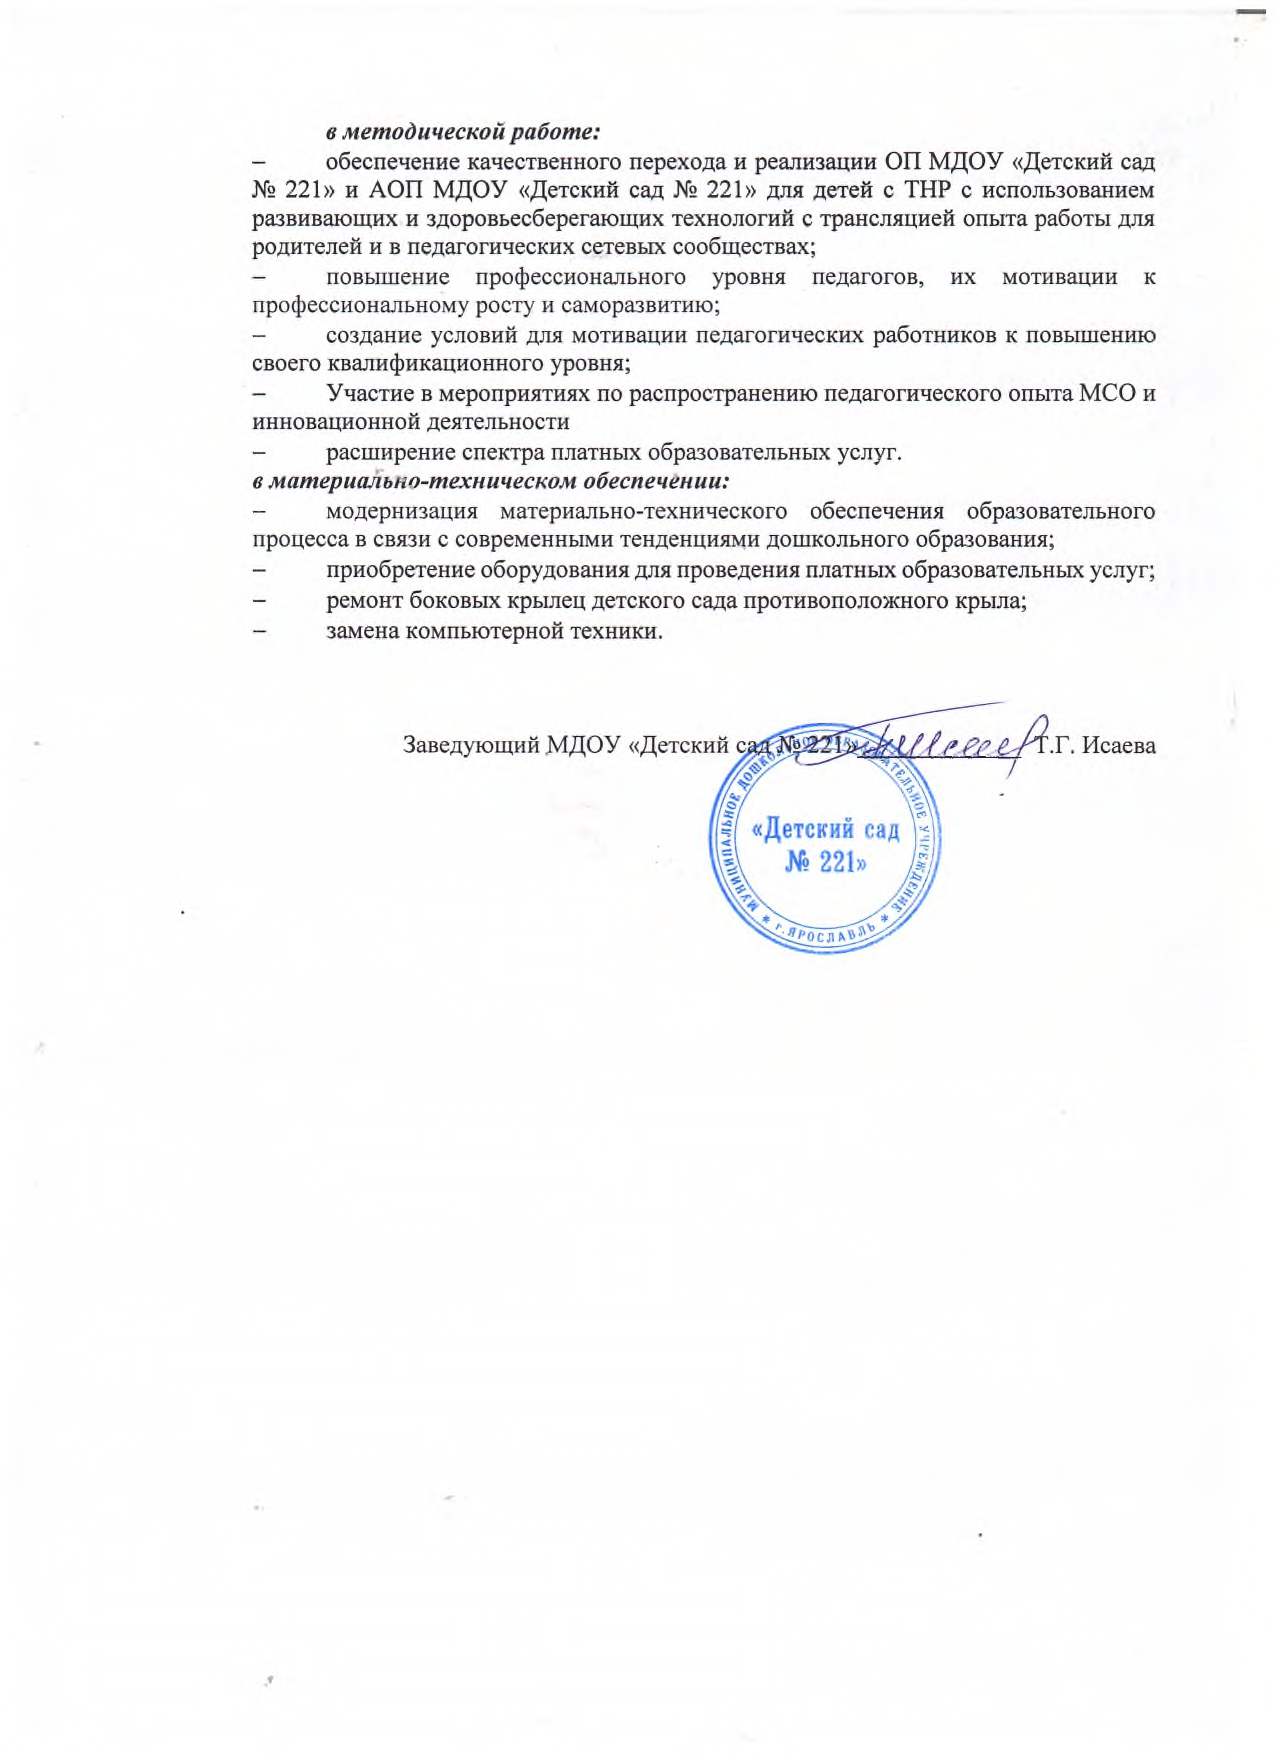 в методической работе:
– обеспечение качественного перехода и реализации ОП МДОУ «Детский сад
№ 221» и АОП МДОУ «Детский сад № 221» для детей с ТНР с использованием
развивающих и здоровьесберегающих технологий с трансляцией опыта работы для
родителей и в педагогических сетевых сообществах;
– повышение профессионального уровня педагогов, их мотивации к
профессиональному росту и саморазвитию;
– создание условий для мотивации педагогических работников к повышению
своего квалификационного уровня;
– Участие в мероприятиях по распространению педагогического опыта МСО и
инновационной деятельности
– расширение спектра платных образовательных услуг.
в материально-техническом обеспечении:
– модернизация материально-технического обеспечения образовательного
процесса в связи с современными тенденциями дошкольного образования;
– приобретение оборудования для проведения платных образовательных услуг;
– ремонт боковых крылец детского сада противоположного крыла;
– замена компьютерной техники.
Заведующий МДОУ «Детский сад № 221» Т.Г. Исаева
МУНИЦИПАЛЬНОЕ ДОШКОЛЬНОЕ ОБРАЗОВАТЕЛЬНОЕ УЧРЕЖДЕНИЕ
«Детский сад
№ 221»
* г.ЯРОСЛАВЛЬ *